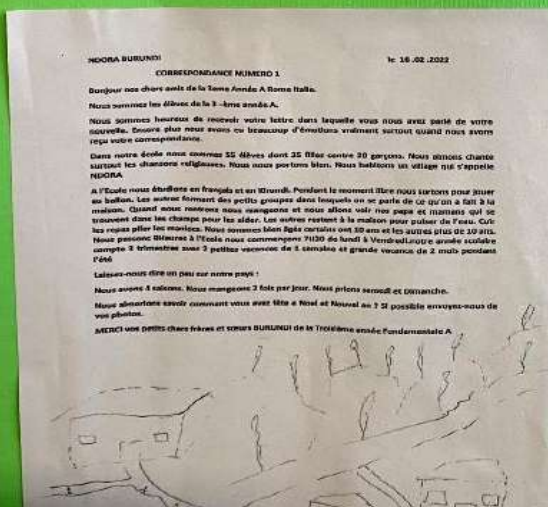 NDORA BURUNDI le 16 .02 .2022
CORRESPONDANCE NUMERO 1
Bonjour nos chers amis de la 3eme Année A Rome Italie.
Nous sommes les élèves de la 3 -ème année A.
Nous sommes heureux de recevoir votre lettre dans laquelle vous nous avez parlé de votre
nouvelle. Encore plus nous avons eu beaucoup d'émotions vraiment surtout quand nous avons
reçu votre correspondance.
Dans notre école nous sommes 55 élèves dont 35 filles contre 20 garçons. Nous aimons chante
surtout les chansons religieuses. Nous nous portons bien. Nous habitons un village qui s'appelle
NDORA
A l'Ecole nous étudions en français et en Kirundi. Pendant le moment libre nous sortons pour jouer
au ballon. Les autres forment des petits groupes dans lesquels on se parle de ce qu'on a fait à la
maison. Quand nous rentrons nous mangeons et nous allons voir nos papa et mamans qui se
trouvent dans les champs pour les aider. Les autres restent à la maison pour puiser de l'eau. Cuir
les repas piler les maniocs. Nous sommes bien âgés certains ont 10 ans et les autres plus de 10 ans.
Nous passons 8Heures à l'école nous commençons 7H30 de lundi à Vendredi.notre année scolaire
compte 3 trimestres avec 2 petites vacances de 1 semaine et grande vacance de 2 mois pendant
l'été
Laissez-nous dire un peu sur notre pays !
Nous avons 4 saisons. Nous mangeons 2 fois par jour. Nous prions samedi et Dimanche.
Nous aimerions savoir comment vous avez fêté a Noel et Nouvel an ? Si possible envoyez-nous de
vos photos.
MERCI vos petits chers frères et sœurs BURUNDI de la Troisième année Fondamentale A